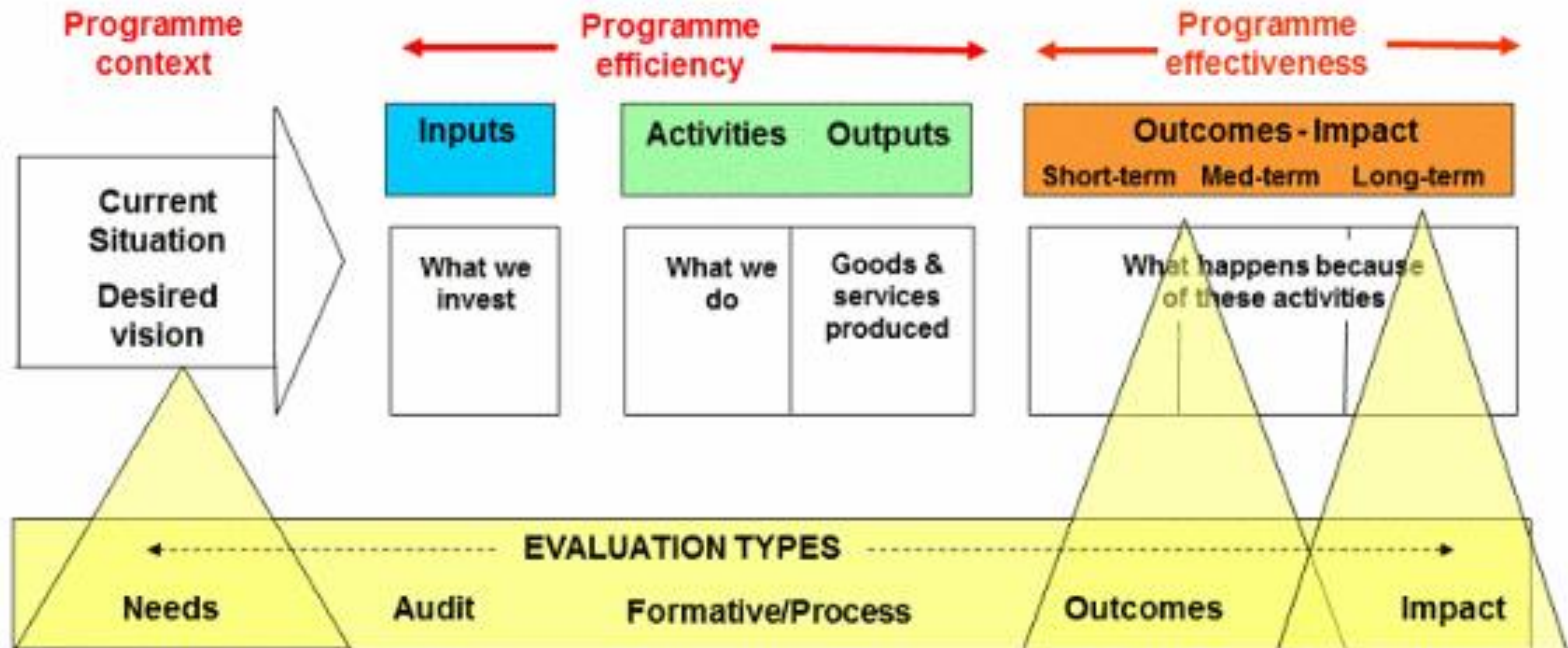 Programme
context
Programme
efficiency
Programme
effectiveness
Inputs
Activities Outputs
Outcomes - Impact
Short-term Med-term Long-term
Current
Situation
Desired
vision
What we
invest
What we
do
Goods &
services
produced
What happens because
of these activities
EVALUATION TYPES
Needs Audit Formative/Process Outcomes Impact